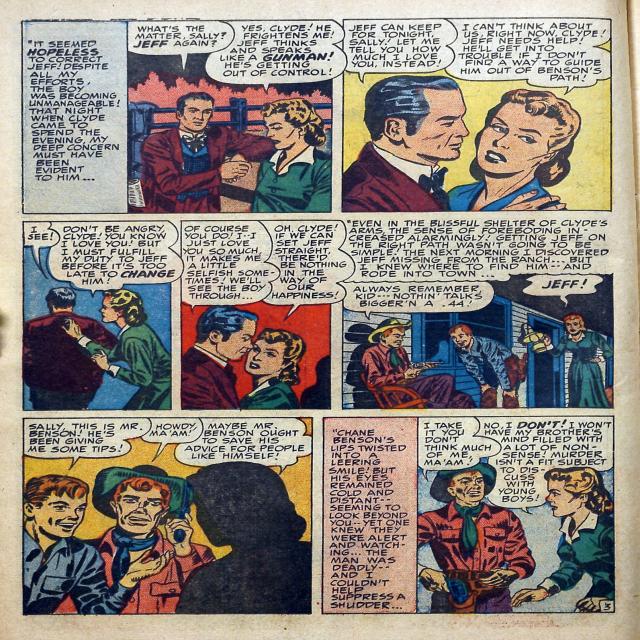 "IT SEEMED
HOPELESS
TO CORRECT
JEFF! DESPITE
ALL MY
EFFORTS,
THE BOY
WAS BECOMING
UNMANAGEABLE!
THAT NIGHT
WHEN CLYDE
CAME TO
SPEND THE
EVENING, MY
DEEP CONCERN
MUST HAVE
BEEN
EVIDENT
TO HIM...
WHAT'S THE
MATTER, SALLY?
JEFF AGAIN?
YES, CLYDE! HE
FRIGHTENS ME!
JEFF THINKS
AND SPEAKS
LIKE A GUNMAN!
HE'S GETTING
OUT OF CONTROL!
JEFF CAN KEEP
FOR TONIGHT,
SALLY! LET ME
TELL YOU HOW
MUCH I LOVE
YOU, INSTEAD!
I CAN'T THINK ABOUT
US, RIGHT NOW, CLYDE!
JEFF NEEDS HELP!
HE'LL GET INTO
TROUBLE IF I DON'T
FIND A WAY TO GUIDE
HIM OUT OF BENSON'S
PATH!
I
SEE!
DON'T BE ANGRY,
CLYDE! YOU KNOW
I LOVE YOU! BUT
I MUST FULFILL
MY DUTY TO JEFF
BEFORE IT'S TOO
LATE TO CHANGE
HIM!
OF COURSE
YOU DO! I--I
JUST LOVE
YOU SO MUCH,
IT MAKES ME
A LITTLE
SELFISH SOME-
TIMES! WE'LL
SEE THE BOY
THROUGH...
OH, CLYDE!
IF WE CAN
SET JEFF
STRAIGHT,
THERE'D
BE NOTHING
IN THE
WAY OF
OUR
HAPPINESS!
"EVEN IN THE BLISSFUL SHELTER OF CLYDE'S
ARMS, THE SENSE OF FOREBODING IN-
CREASED ALARMINGLY. GETTING JEFF ON
THE RIGHT PATH WASN'T GOING TO BE
SIMPLE. THE NEXT MORNING I DISCOVERED
JEFF MISSING FROM THE RANCH... BUT
I KNEW WHERE TO FIND HIM -- AND
RODE INTO TOWN...
ALWAYS REMEMBER,
KID--NOTHIN' TALKS
BIGGER'N A .44!
JEFF!
SALLY, THIS IS MR.
BENSON! HE'S
BEEN GIVING
ME SOME TIPS!
HOWDY,
MA'AM!
MAYBE MR.
BENSON OUGHT
TO SAVE HIS
ADVICE FOR PEOPLE
LIKE HIMSELF!
"CHANE
BENSON'S
LIPS TWISTED
INTO A
LEERING
SMILE! BUT
HIS EYES
REMAINED
COLD AND
DISTANT--
SEEMING TO
LOOK BEYOND
YOU--YET ONE
KNEW THEY
WERE ALERT
AND WATCH-
ING... THE
MAN WAS
DEADLY--
AND I
COULDN'T
HELP
SUPPRESS A
SHUDDER...
I TAKE
IT YOU
DON'T
THINK MUCH
OF ME,
MA'AM!
NO, I DON'T! I WON'T
HAVE MY BROTHER'S
MIND FILLED WITH
A LOT OF NON-
SENSE! MURDER
ISN'T A FIT SUBJECT
TO DIS-
CUSS
WITH
YOUNG
BOYS!
3